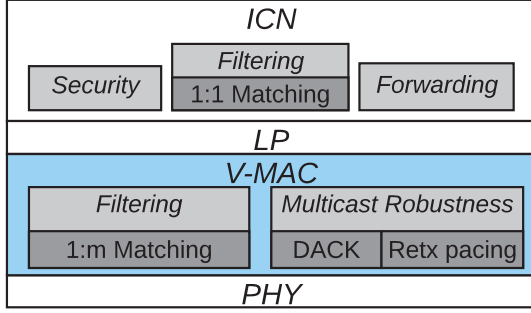 ICN
Security
Filtering
1:1 Matching
Forwarding
LP
V-MAC
Filtering
1:m Matching
Multicast Robustness
DACK
Retx pacing
PHY